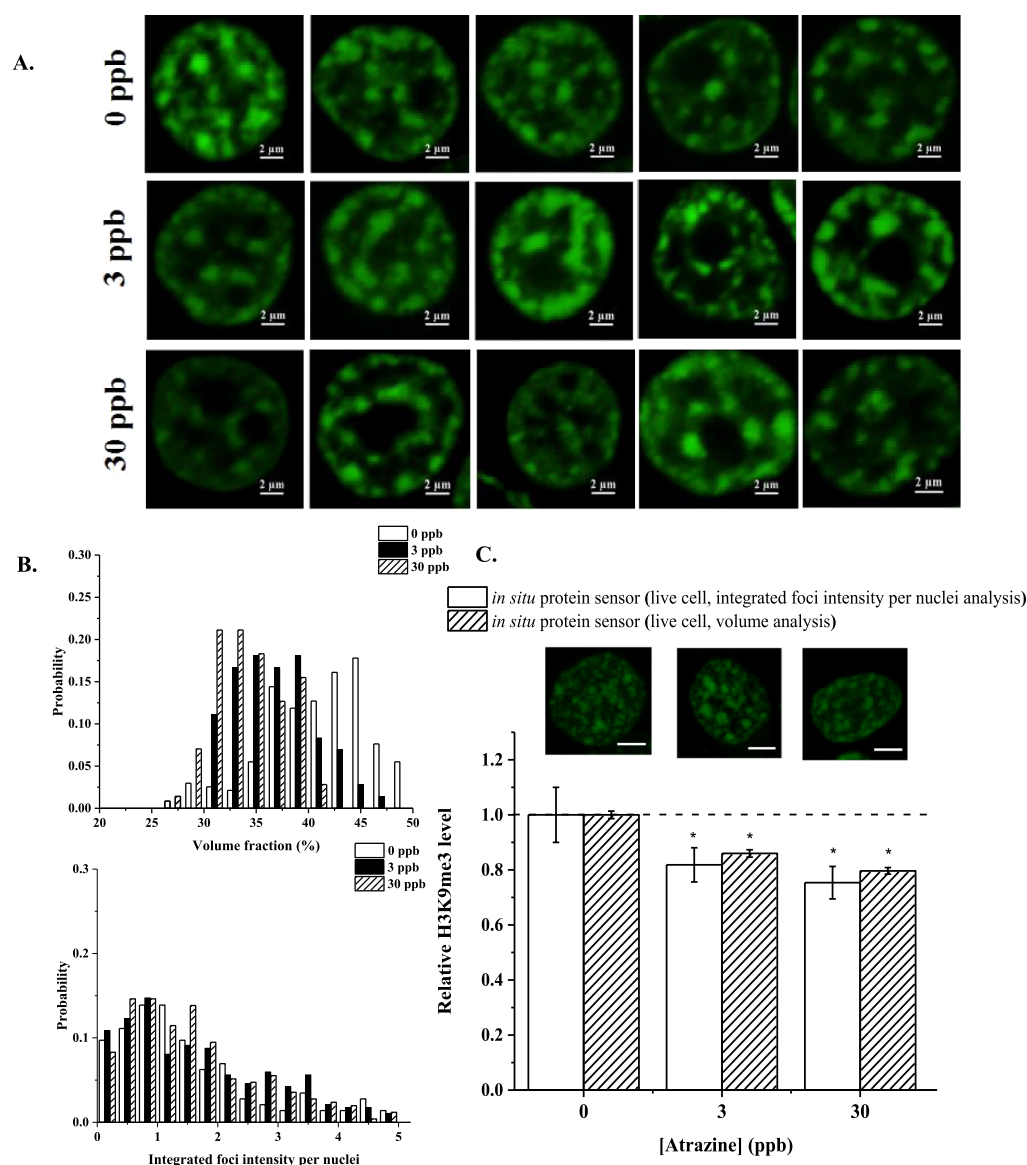 A.
0 ppb
2 µm
2 µm
2 µm
2 µm
2 µm
3 ppb
2 µm
2 µm
2 µm
2 µm
2 µm
30 ppb
2 µm
2 µm
2 µm
2 µm
2 µm
B.
0 ppb
3 ppb
30 ppb
0.30
0.25
0.20
0.15
0.10
0.05
0.00
Probability
20 25 30 35 40 45 50
Volume fraction (%)
0 ppb
3 ppb
30 ppb
0.3
0.2
0.1
0.0
Probability
0 1 2 3 4 5
Integrated foci intensity per nuclei
C.
in situ protein sensor (live cell, integrated foci intensity per nuclei analysis)
in situ protein sensor (live cell, volume analysis)
1.2
1.0
0.8
0.6
0.4
0.2
0.0
Relative H3K9me3 level
* *
* *
0 3 30
[Atrazine] (ppb)